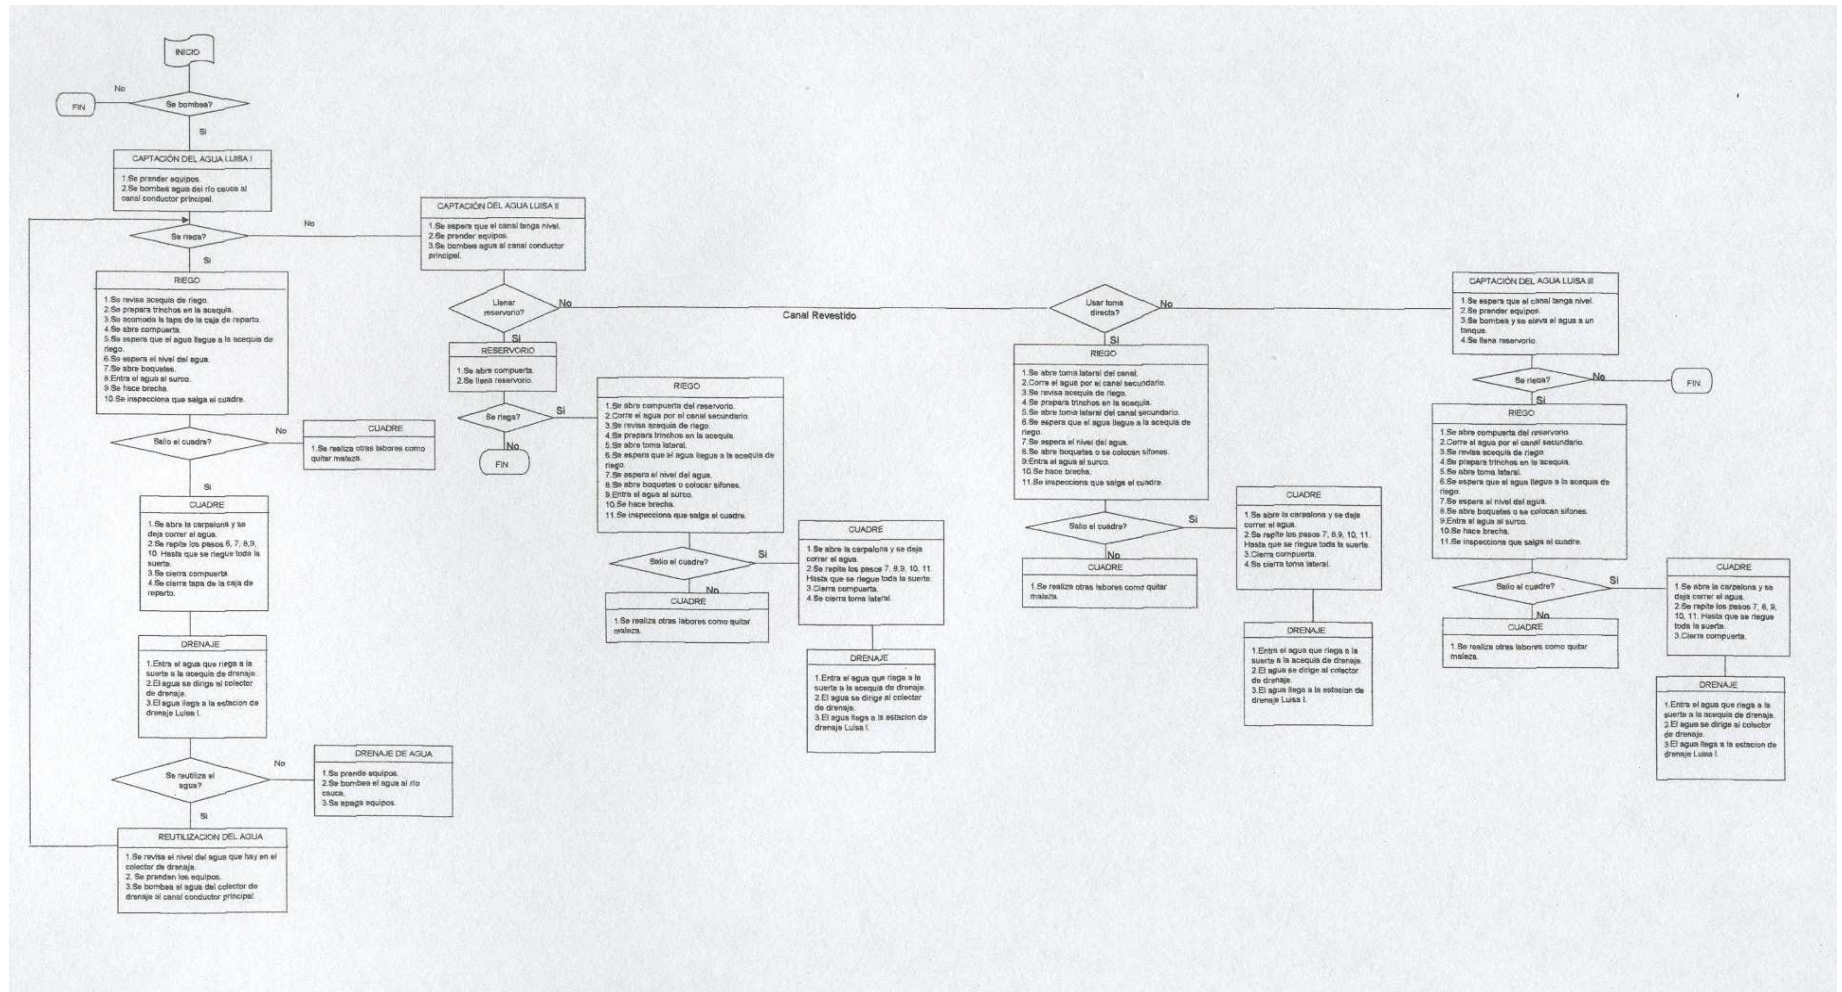 INICIO
No
FIN
Se bombea?
Si
CAPTACIÓN DEL AGUA LUISA I
1.Se prender equipos.
2.Se bombea agua del río cauca al
canal conductor principal.
Se riega?
No
Si
RIEGO
1.Se revisa acequia de riego.
2.Se prepara trinchos en la acequia.
3.Se acomoda la tapa de la caja de reparto.
4.Se abre compuerta.
5.Se espera que el agua llegue a la acequia de
riego.
6.Se espera el nivel del agua.
7.Se abre boquetes.
8.Entra el agua al surco.
9.Se hace brecha.
10.Se inspecciona que salga el cuadre.
Salio el cuadre?
No
CUADRE
1.Se realiza otras labores como
quitar maleza.
Si
CUADRE
1.Se abre la carpelona y se
deja correr el agua.
2.Se repite los pasos 6, 7, 8,9,
10. Hasta que se riegue toda la
suerte.
3.Se cierra compuerta.
4.Se cierra tapa de la caja de
reparto.
DRENAJE
1.Entra el agua que riega a la
suerte a la acequia de drenaje.
2.El agua se dirige al colector
de drenaje.
3.El agua llega a la estacion de
drenaje Luisa I.
Se reutiliza el
agua?
No
DRENAJE DE AGUA
1.Se prende equipos.
2.Se bombea el agua al río
cauca.
3.Se apaga equipos.
Si
REUTILIZACION DEL AGUA
1.Se revisa el nivel del agua que hay en el
colector de drenaje.
2. Se prenden los equipos.
3.Se bombea el agua del colector de
drenaje al canal conductor principal.
CAPTACIÓN DEL AGUA LUISA II
1.Se espera que el canal tenga nivel.
2.Se prender equipos.
3.Se bombea agua al canal conductor
principal.
Llenar
reservorio?
No
Canal Revestido
Si
RESERVORIO
1.Se abre compuerta.
2.Se llena reservorio.
Se riega?
Si
No
FIN
RIEGO
1.Se abre compuerta del reservorio.
2.Corre el agua por el canal secundario.
3.Se revisa acequia de riego.
4.Se prepara trinchos en la acequia.
5.Se abre toma lateral.
6.Se espera que el agua llegue a la acequia de
riego.
7.Se espera el nivel del agua.
8.Se abre boquetes o colocar sifones.
9.Entra el agua al surco.
10.Se hace brecha.
11.Se inspecciona que salga el cuadre.
Salio el cuadre?
Si
No
CUADRE
1.Se realiza otras labores como quitar
maleza.
CUADRE
1.Se abre la carpelona y se deja
correr el agua.
2.Se repite los pasos 7, 8,9, 10, 11.
Hasta que se riegue toda la suerte.
3.Cierra compuerta.
4.Se cierra toma lateral.
DRENAJE
1.Entra el agua que riega a la
suerte a la acequia de drenaje.
2.El agua se dirige al colector
de drenaje.
3.El agua llega a la estacion de
drenaje Luisa I.
Usar toma
directa?
No
Si
RIEGO
1.Se abre toma lateral del canal.
2.Corre el agua por el canal secundario.
3.Se revisa acequia de riego.
4.Se prepara trinchos en la acequia.
5.Se abre toma lateral del canal secundario.
6.Se espera que el agua llegue a la acequia de
riego.
7.Se espera el nivel del agua.
8.Se abre boquetes o se colocan sifones.
9.Entra el agua al surco.
10.Se hace brecha.
11.Se inspecciona que salga el cuadre.
Salio el cuadre?
Si
No
CUADRE
1.Se realiza otras labores como quitar
maleza.
CUADRE
1.Se abre la carpelona y se deja
correr el agua.
2.Se repite los pasos 7, 8,9, 10, 11.
Hasta que se riegue toda la suerte.
3.Cierra compuerta.
4.Se cierra toma lateral.
DRENAJE
1.Entra el agua que riega a la
suerte a la acequia de drenaje.
2.El agua se dirige al colector
de drenaje.
3.El agua llega a la estacion de
drenaje Luisa I.
CAPTACIÓN DEL AGUA LUISA III
1.Se espera que el canal tenga nivel.
2.Se prender equipos.
3.Se bombea y se eleva el agua a un
tanque.
4.Se llena reservorio.
Se riega?
No
FIN
Si
RIEGO
1.Se abre compuerta del reservorio.
2.Corre el agua por el canal secundario.
3.Se revisa acequia de riego.
4.Se prepara trinchos en la acequia.
5.Se abre toma lateral.
6.Se espera que el agua llegue a la acequia de
riego.
7.Se espera el nivel del agua.
8.Se abre boquetes o se colocan sifones.
9.Entra el agua al surco.
10.Se hace brecha.
11.Se inspecciona que salga el cuadre.
Salio el cuadre?
Si
No
CUADRE
1.Se realiza otras labores como quitar
maleza.
CUADRE
1.Se abre la carpelona y se
deja correr el agua.
2.Se repite los pasos 7, 8, 9,
10, 11. Hasta que se riegue
toda la suerte.
3.Cierra compuerta.
DRENAJE
1.Entra el agua que riega a la
suerte a la acequia de drenaje.
2.El agua se dirige al colector
de drenaje.
3.El agua llega a la estacion de
drenaje Luisa I.